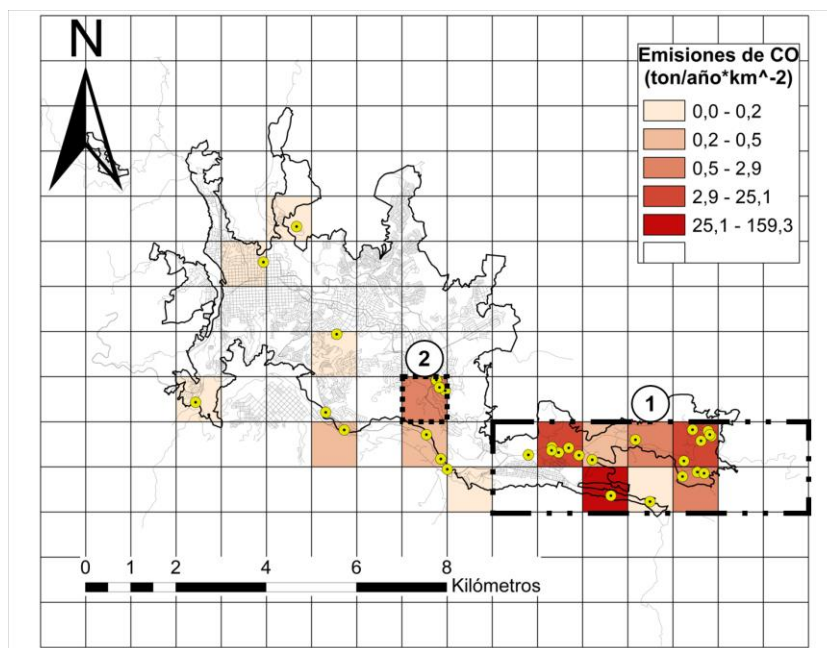 N
Emisiones de CO
(ton/año*km^-2)
0,0 - 0,2
0,2 - 0,5
0,5 - 2,9
2,9 - 25,1
25,1 - 159,3
2
1
0 1 2 4 6 8
Kilómetros